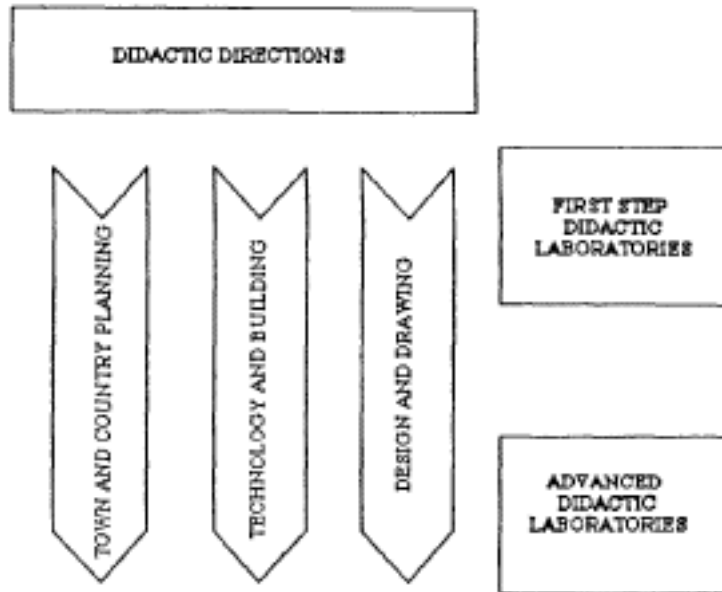 DIDACTIC DIRECTIONS
TOWN AND COUNTRY PLANNING
TECHNOLOGY AND BUILDING
DESIGN AND DRAWING
FIRST STEP
DIDACTIC
LABORATORIES
ADVANCED
DIDACTIC
LABORATORIES